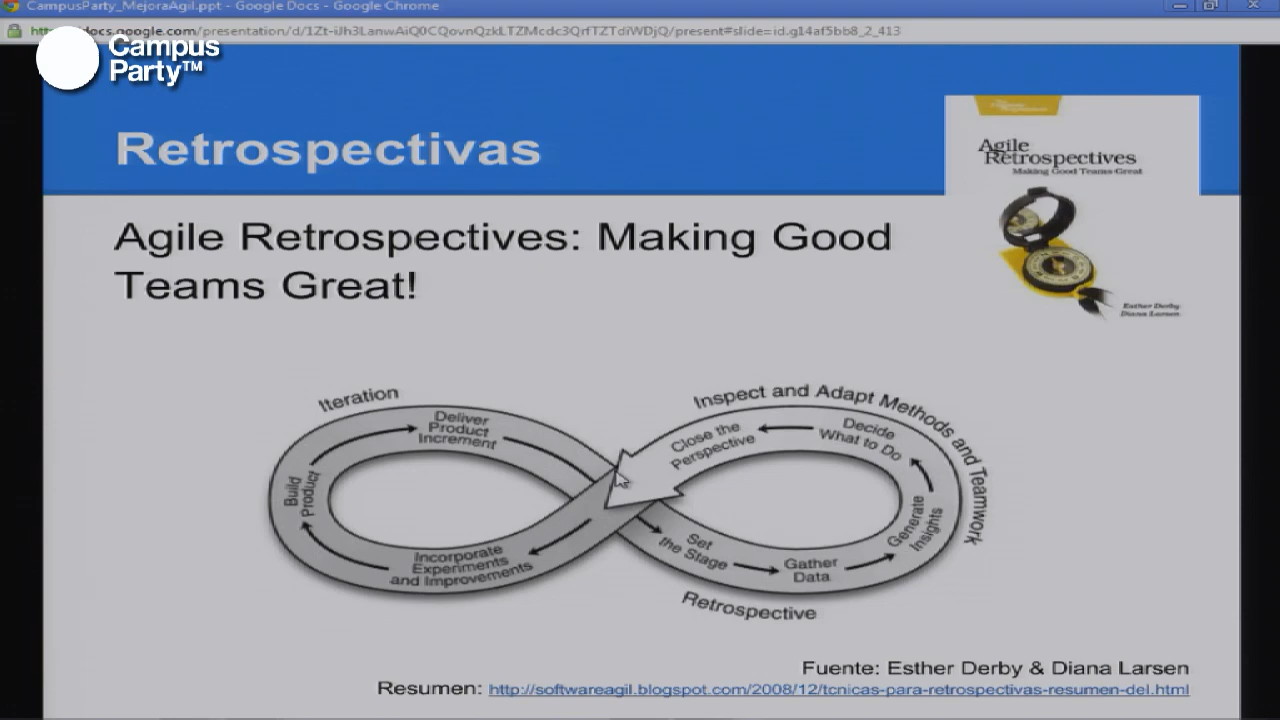 CampusParty_MejoraAgil.ppt - Google Docs - Google Chrome
docs.google.com/presentation/d/1Zt-iJh3LanwAiQ0CQovnQzkLTZMcdc3QrfTZTdiWDjQ/present#slide=id.g14af5bb8_2_413
Campus
Party™
Retrospectivas
Agile
Retrospectives
Making Good Teams Great
Esther Derby
Diana Larsen
Agile Retrospectives: Making Good
Teams Great!
Iteration
Deliver
Product
Increment
Build
Product
Incorporate
Experiments
and Improvements
Inspect and Adapt Methods and Teamwork
Close the
Perspective
Decide
What to Do
Generate
Insights
Gather
Data
Set
the Stage
Retrospective
Fuente: Esther Derby & Diana Larsen
Resumen: http://softwareagil.blogspot.com/2008/12/tcnicas-para-retrospectivas-resumen-del.html